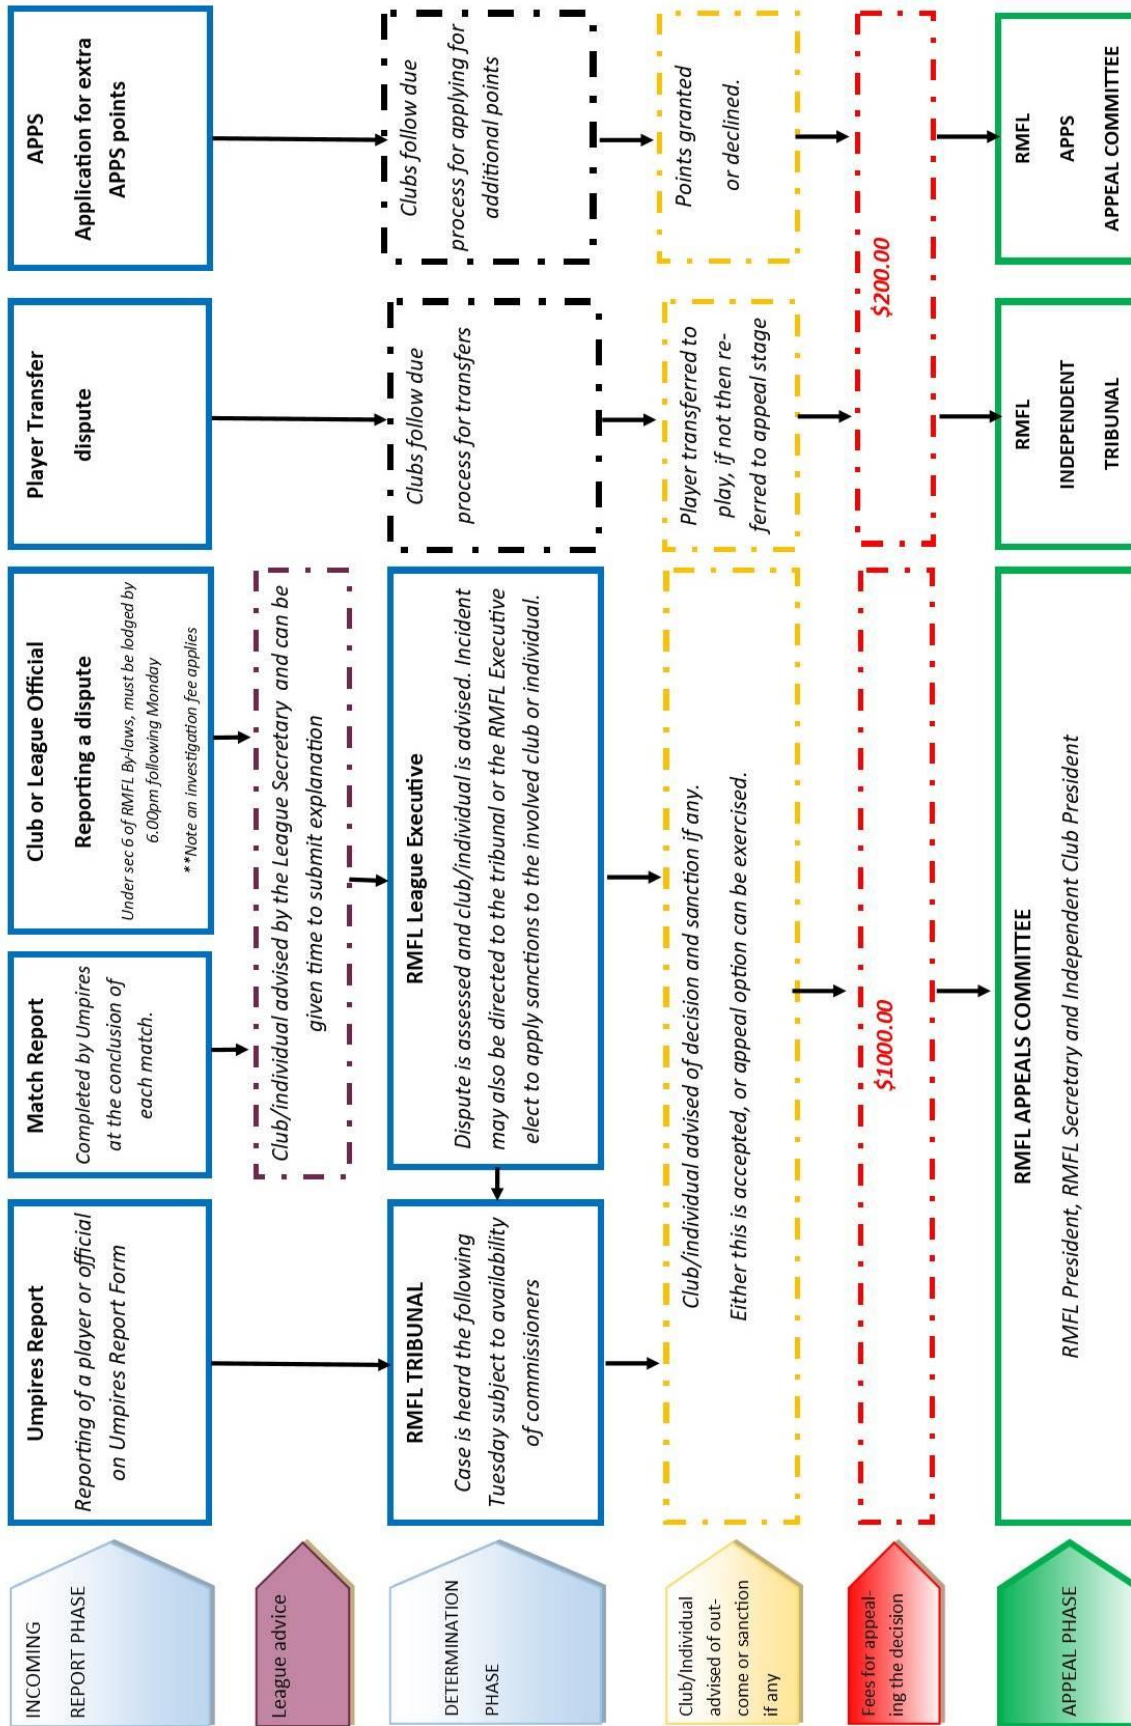 INCOMING
REPORT PHASE
Umpires Report
Reporting of a player or official
on Umpires Report Form
Match Report
Completed by Umpires
at the conclusion of
each match.
Club or League Official
Reporting a dispute
Under sec 6 of RMFL By-laws, must be lodged by
6.00pm following Monday
**Note an investigation fee applies
Player Transfer
dispute
APPS
Application for extra
APPS points
League advice
Club/individual advised by the League Secretary and can be
given time to submit explanation
DETERMINATION
PHASE
RMFL TRIBUNAL
Case is heard the following
Tuesday subject to availability
of commissioners
RMFL League Executive
Dispute is assessed and club/individual is advised. Incident
may also be directed to the tribunal or the RMFL Executive
elect to apply sanctions to the involved club or individual.
Clubs follow due
process for transfers
Clubs follow due
process for applying for
additional points
Club/Individual
advised of out-
come or sanction
if any
Club/individual advised of decision and sanction if any.
Either this is accepted, or appeal option can be exercised.
Player transferred to
play, if not then re-
ferred to appeal stage
Points granted
or declined.
Fees for appeal-
ing the decision
$1000.00
$200.00
APPEAL PHASE
RMFL APPEALS COMMITTEE
RMFL President, RMFL Secretary and Independent Club President
RMFL
INDEPENDENT
TRIBUNAL
RMFL
APPS
APPEAL COMMITTEE